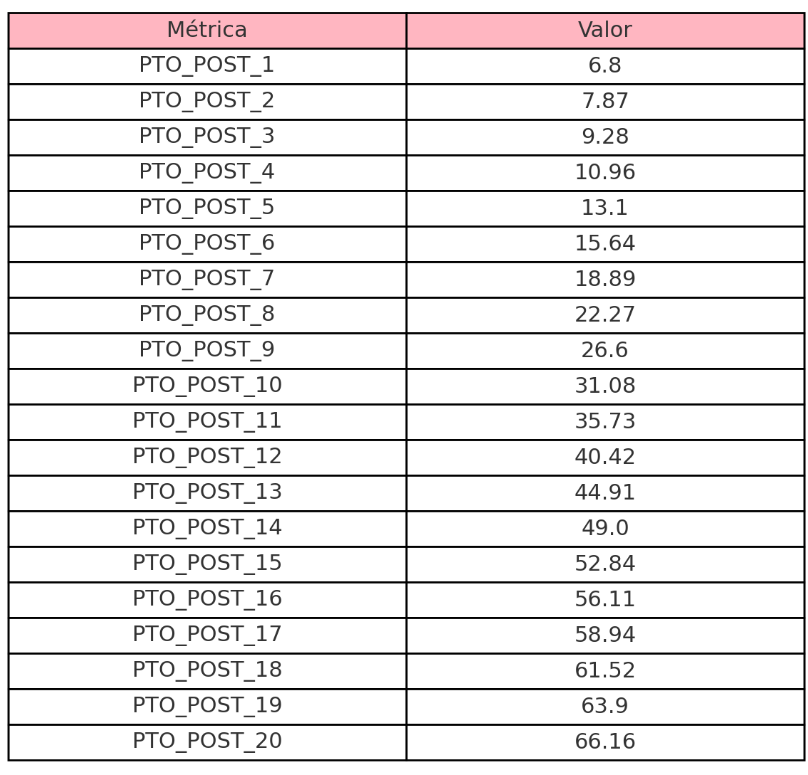 Métrica Valor
PTO_POST_1 6.8
PTO_POST_2 7.87
PTO_POST_3 9.28
PTO_POST_4 10.96
PTO_POST_5 13.1
PTO_POST_6 15.64
PTO_POST_7 18.89
PTO_POST_8 22.27
PTO_POST_9 26.6
PTO_POST_10 31.08
PTO_POST_11 35.73
PTO_POST_12 40.42
PTO_POST_13 44.91
PTO_POST_14 49.0
PTO_POST_15 52.84
PTO_POST_16 56.11
PTO_POST_17 58.94
PTO_POST_18 61.52
PTO_POST_19 63.9
PTO_POST_20 66.16